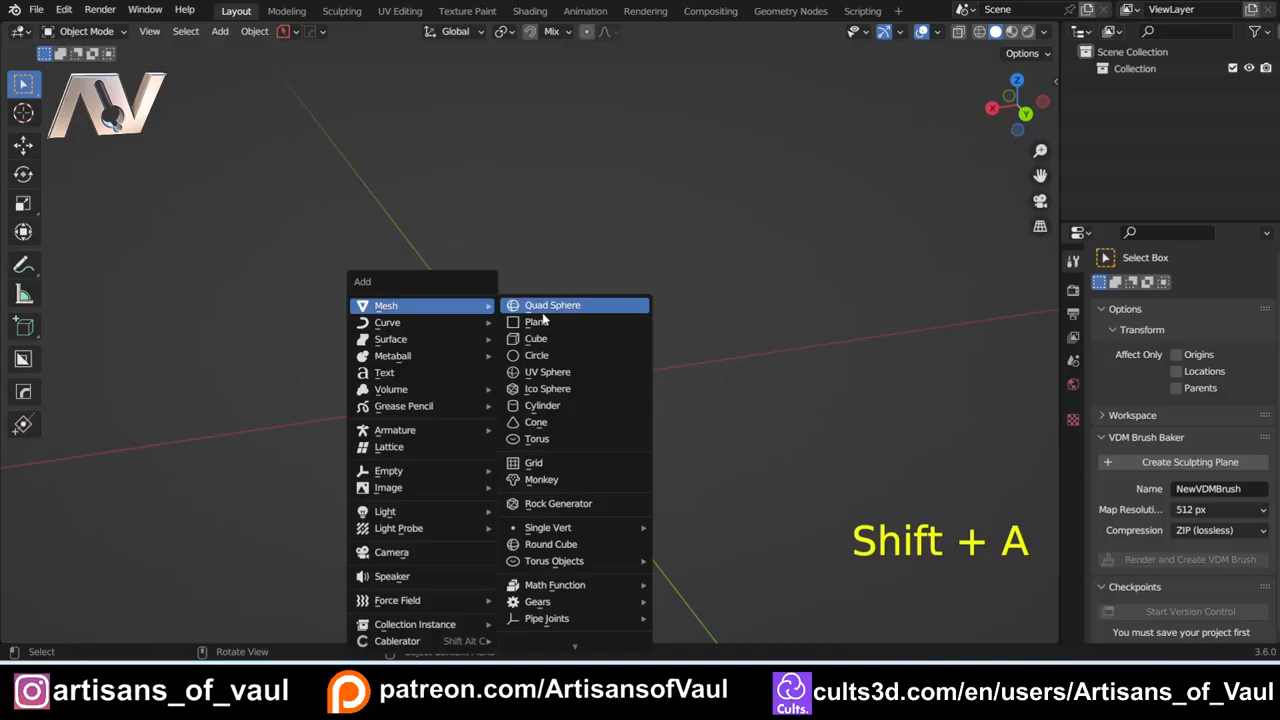 File Edit Render Window Help Layout Modeling Sculpting UV Editing Texture Paint Shading Animation Rendering Compositing Geometry Nodes Scripting + Scene ViewLayer
Object Mode View Select Add Object Global Mix
Options
Scene Collection
Collection
AV
X Y Z
Add
Mesh
Curve
Surface
Metaball
Text
Volume
Grease Pencil
Armature
Lattice
Empty
Image
Light
Light Probe
Camera
Speaker
Force Field
Collection Instance
Cablerator Shift Alt C
Quad Sphere
Plane
Cube
Circle
UV Sphere
Ico Sphere
Cylinder
Cone
Torus
Grid
Monkey
Rock Generator
Single Vert
Round Cube
Torus Objects
Math Function
Gears
Pipe Joints
Shift + A
Select Box
Options
Transform
Affect Only Origins
Locations
Parents
Workspace
VDM Brush Baker
+ Create Sculpting Plane
Name NewVDMBrush
Map Resoluti... 512 px
Compression ZIP (lossless)
Render and Create VDM Brush
Checkpoints
Start Version Control
You must save your project first
Select Rotate View Object Context Menu 3.6.0
artisans_of_vaul patreon.com/ArtisansofVaul Cults. cults3d.com/en/users/Artisans_of_Vaul